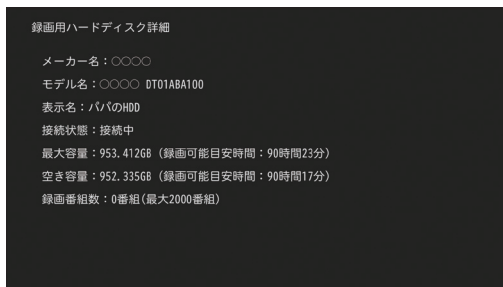 録画用ハードディスク詳細
メーカー名：○○○○
モデル名：○○○○ DT01ABA100
表示名：パパのHDD
接続状態：接続中
最大容量：953.412GB（録画可能目安時間：90時間23分）
空き容量：952.335GB（録画可能目安時間：90時間17分）
録画番組数：0番組(最大2000番組)